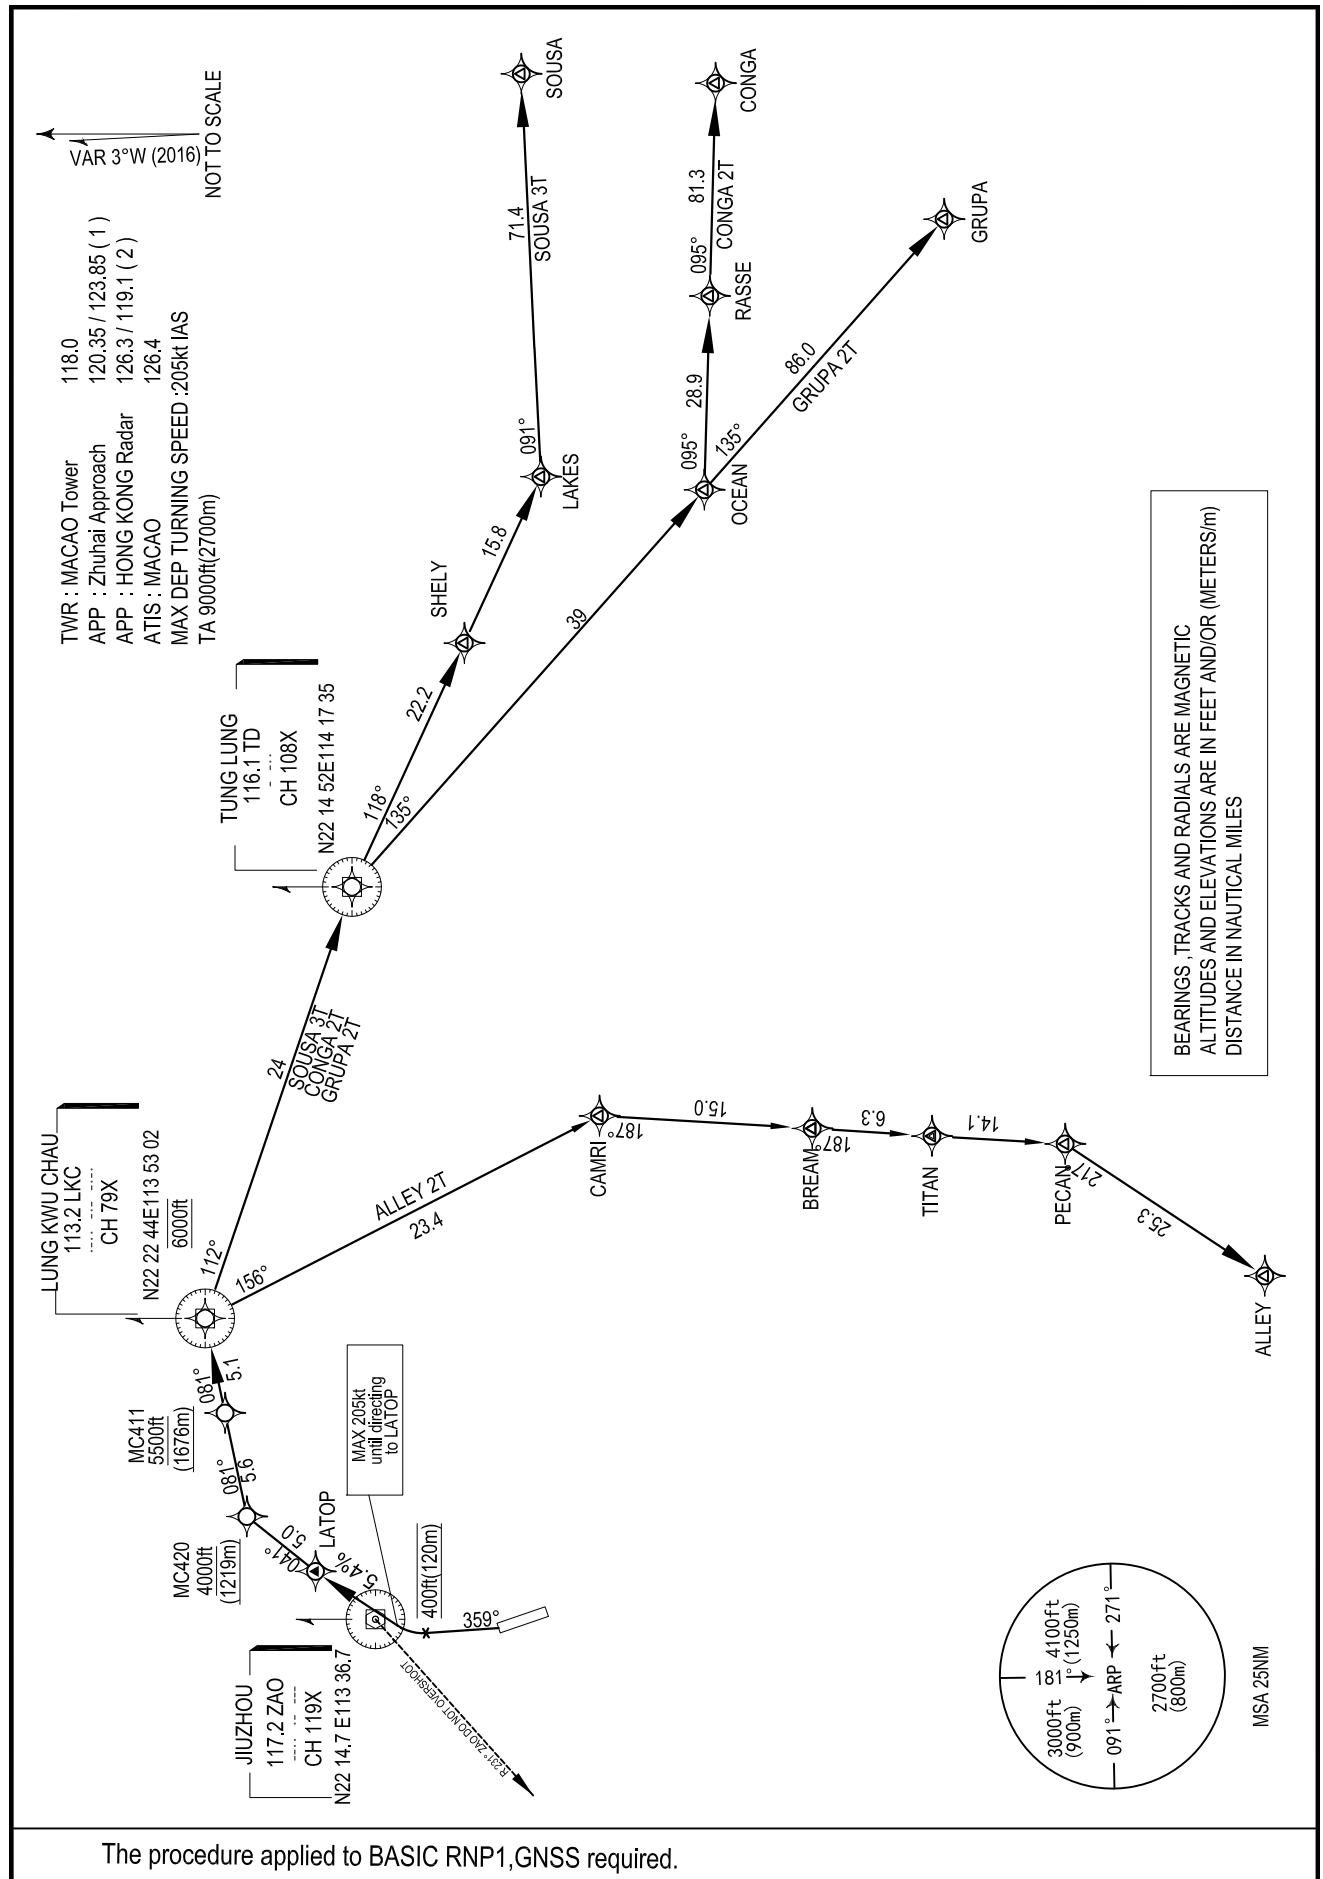 VAR 3°W (2016)
NOT TO SCALE
TWR : MACAO Tower 118.0
APP : Zhuhai Approach 120.35 / 123.85 ( 1 )
APP : HONG KONG Radar 126.3 / 119.1 ( 2 )
ATIS : MACAO 126.4
MAX DEP TURNING SPEED :205kt IAS
TA 9000ft(2700m)
SOUSA
71.4
SOUSA 3T
091°
LAKES
15.8
SHELY
22.2
118°
CONGA
81.3
CONGA 2T
095°
RASSE
28.9
095°
OCEAN
135°
86.0
GRUPA 2T
GRUPA
39
135°
TUNG LUNG
116.1 TD
CH 108X
N22 14 52E114 17 35
24
SOUSA 3T
CONGA 2T
GRUPA 2T
112°
LUNG KWU CHAU
113.2 LKC
CH 79X
N22 22 44E113 53 02
6000ft
156°
ALLEY 2T
23.4
CAMRI
187°
15.0
BREAM
187°
6.3
TITAN
14.1
PECAN
217°
25.3
ALLEY
081°
5.1
MC411
5500ft
(1676m)
081°
5.6
MC420
4000ft
(1219m)
041°
5.0
LATOP
5.4%
MAX 205kt
until directing
to LATOP
400ft(120m)
359°
R 231° ZAO DO NOT OVERSHOOT
JIUZHOU
117.2 ZAO
CH 119X
N22 14.7 E113 36.7
BEARINGS ,TRACKS AND RADIALS ARE MAGNETIC
ALTITUDES AND ELEVATIONS ARE IN FEET AND/OR (METERS/m)
DISTANCE IN NAUTICAL MILES
3000ft
(900m)
181°
4100ft
(1250m)
091°
ARP
271°
2700ft
(800m)
MSA 25NM
The procedure applied to BASIC RNP1,GNSS required.